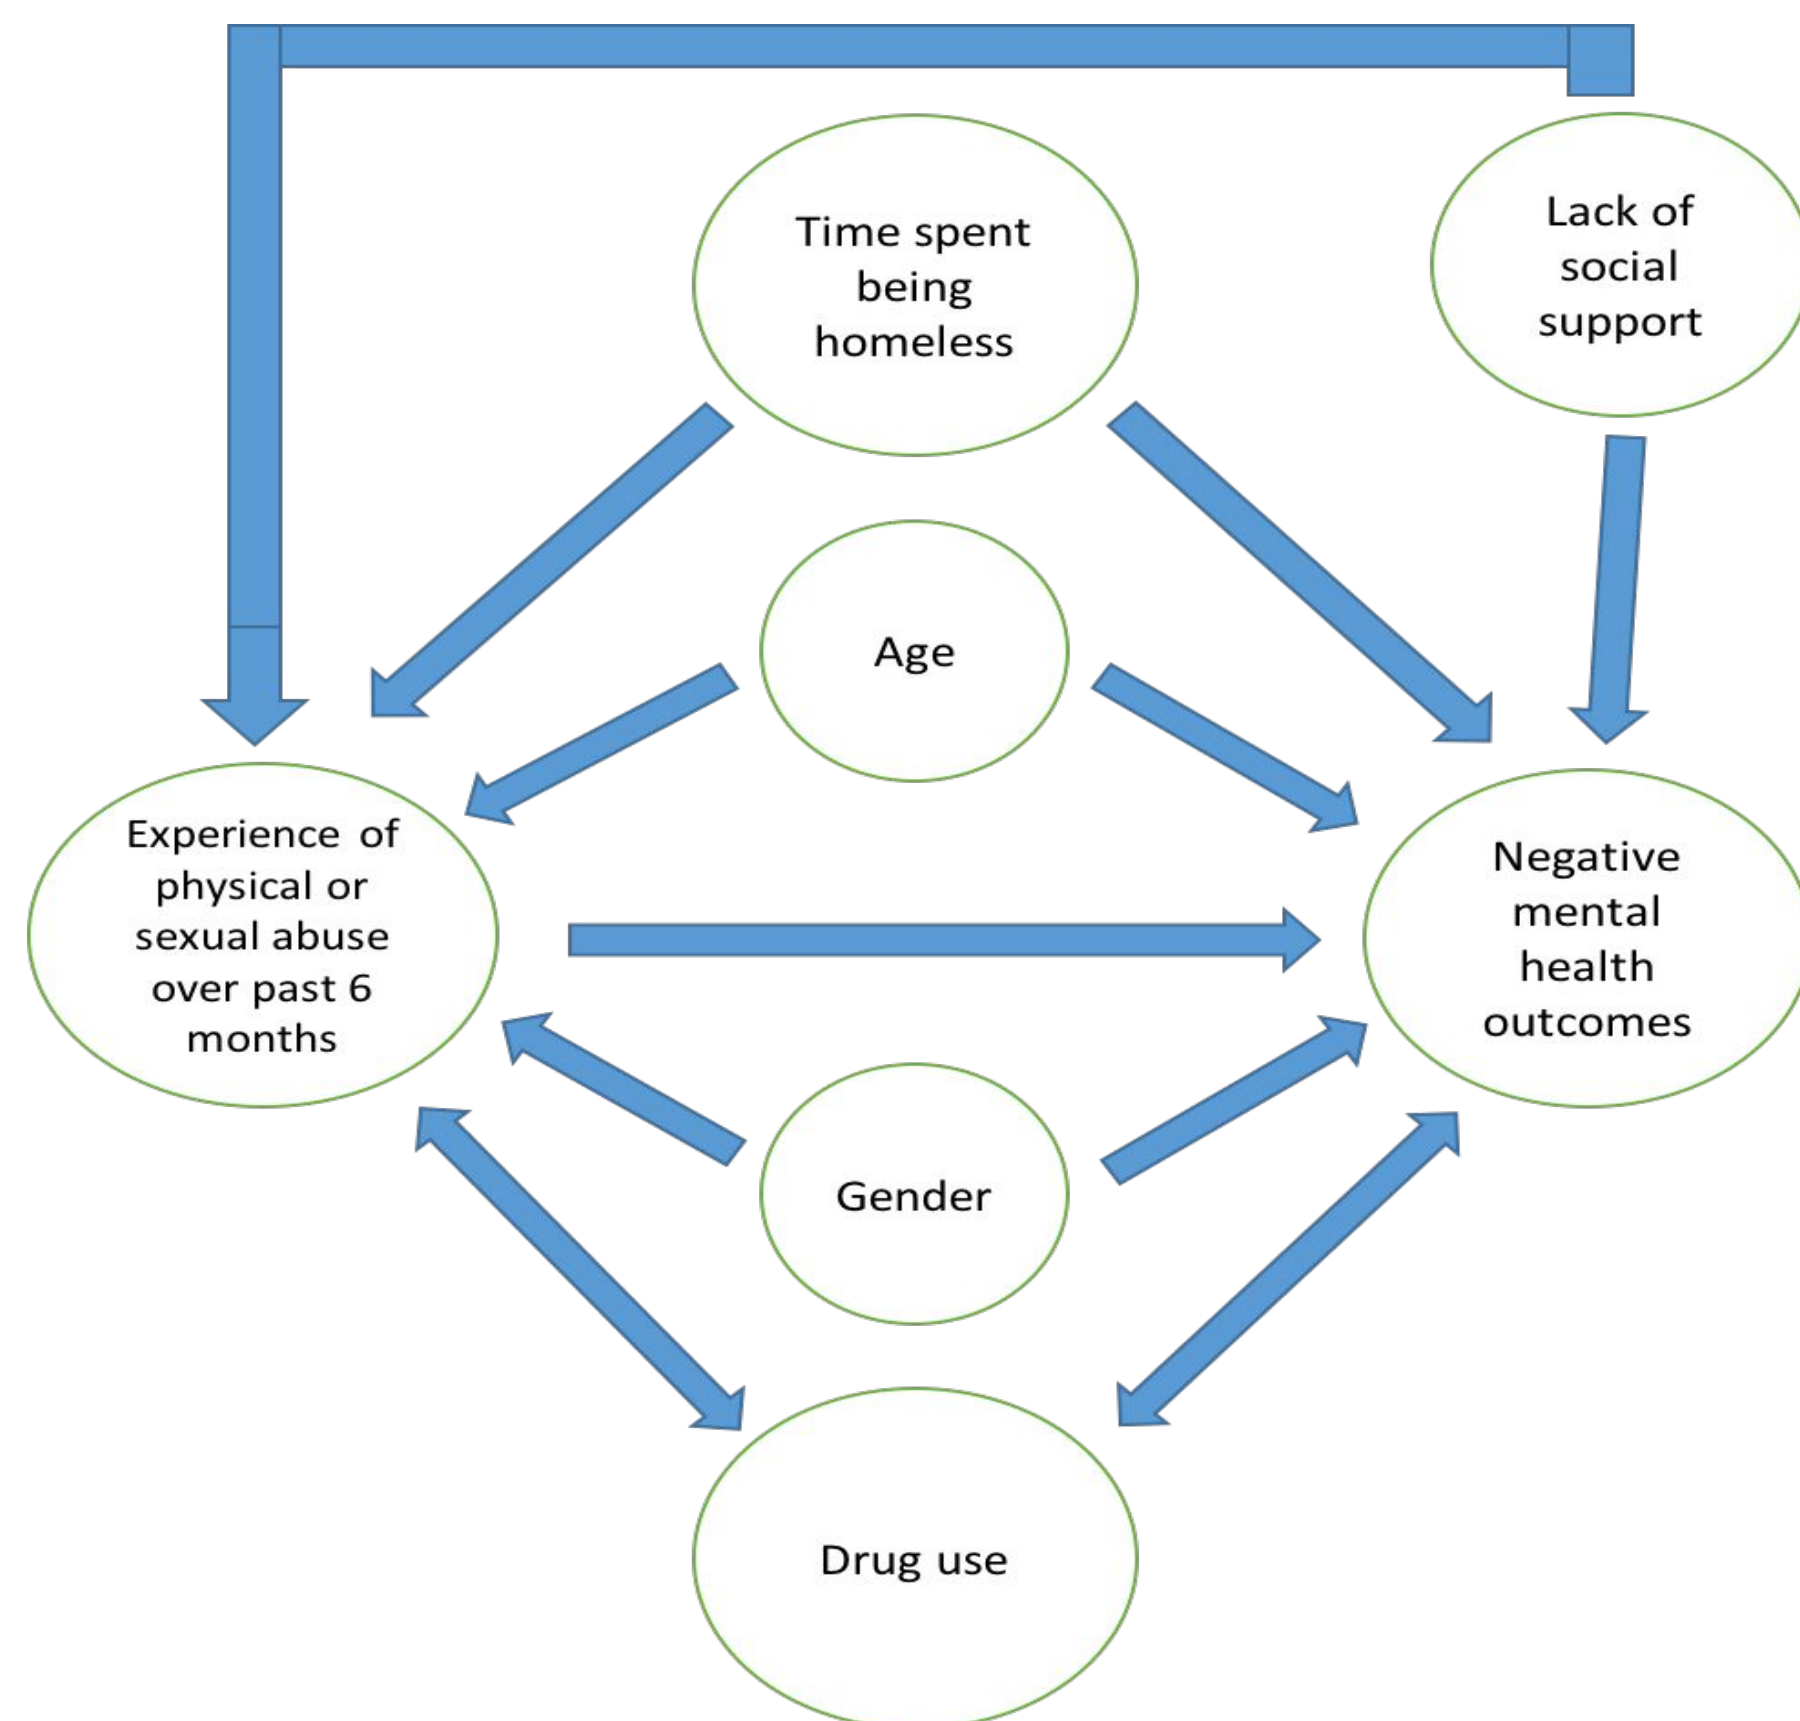 Time spent
being
homeless
Lack of
social
support
Age
Experience of
physical or
sexual abuse
over past 6
months
Negative
mental
health
outcomes
Gender
Drug use